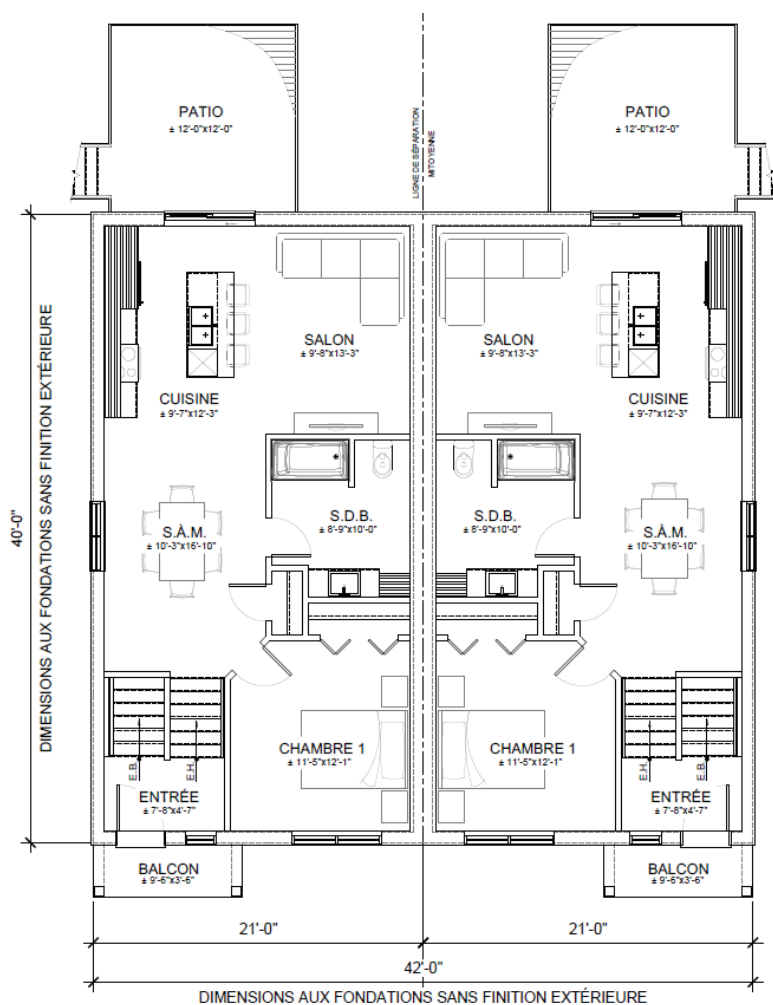 PATIO
± 12'-0"x12'-0"
LIGNE DE SÉPARATION
MITOYENNE
PATIO
± 12'-0"x12'-0"
SALON
± 9'-8"x13'-3"
SALON
± 9'-8"x13'-3"
CUISINE
± 9'-7"x12'-3"
CUISINE
± 9'-7"x12'-3"
40'-0"
DIMENSIONS AUX FONDATIONS SANS FINITION EXTÉRIEURE
S.À.M.
± 10'-3"x16'-10"
S.D.B.
± 8'-9"x10'-0"
S.D.B.
± 8'-9"x10'-0"
S.À.M.
± 10'-3"x16'-10"
CHAMBRE 1
± 11'-5"x12'-1"
CHAMBRE 1
± 11'-5"x12'-1"
E.B.
E.H.
E.H.
E.B.
ENTRÉE
± 7'-8"x4'-7"
ENTRÉE
± 7'-8"x4'-7"
BALCON
± 9'-6"x3'-6"
BALCON
± 9'-6"x3'-6"
21'-0"
21'-0"
42'-0"
DIMENSIONS AUX FONDATIONS SANS FINITION EXTÉRIEURE